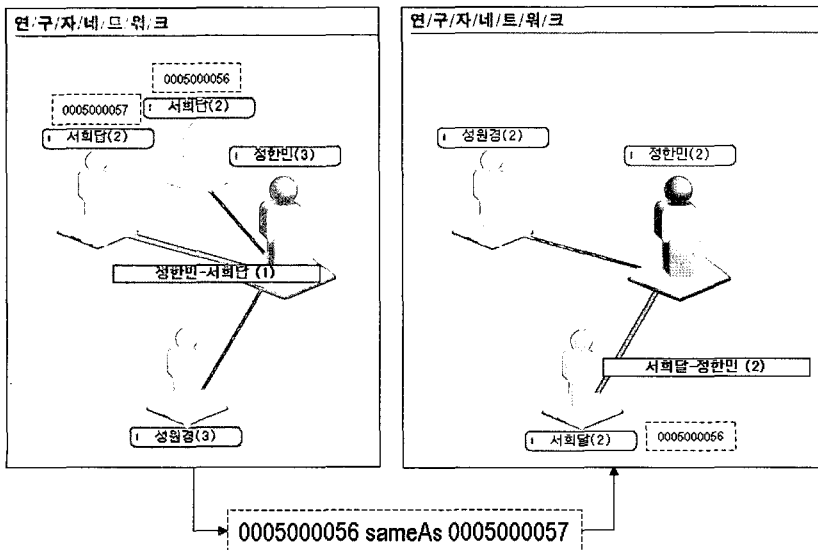 연/구/자/네/트/워/크
0005000056
서희달(2)
0005000057
서희달(2)
정한민(3)
정한민-서희달 (1)
성원경(3)
연/구/자/네/트/워/크
성원경(2)
정한민(2)
서희달-정한민 (2)
서희달(2)
0005000056
0005000056 sameAs 0005000057